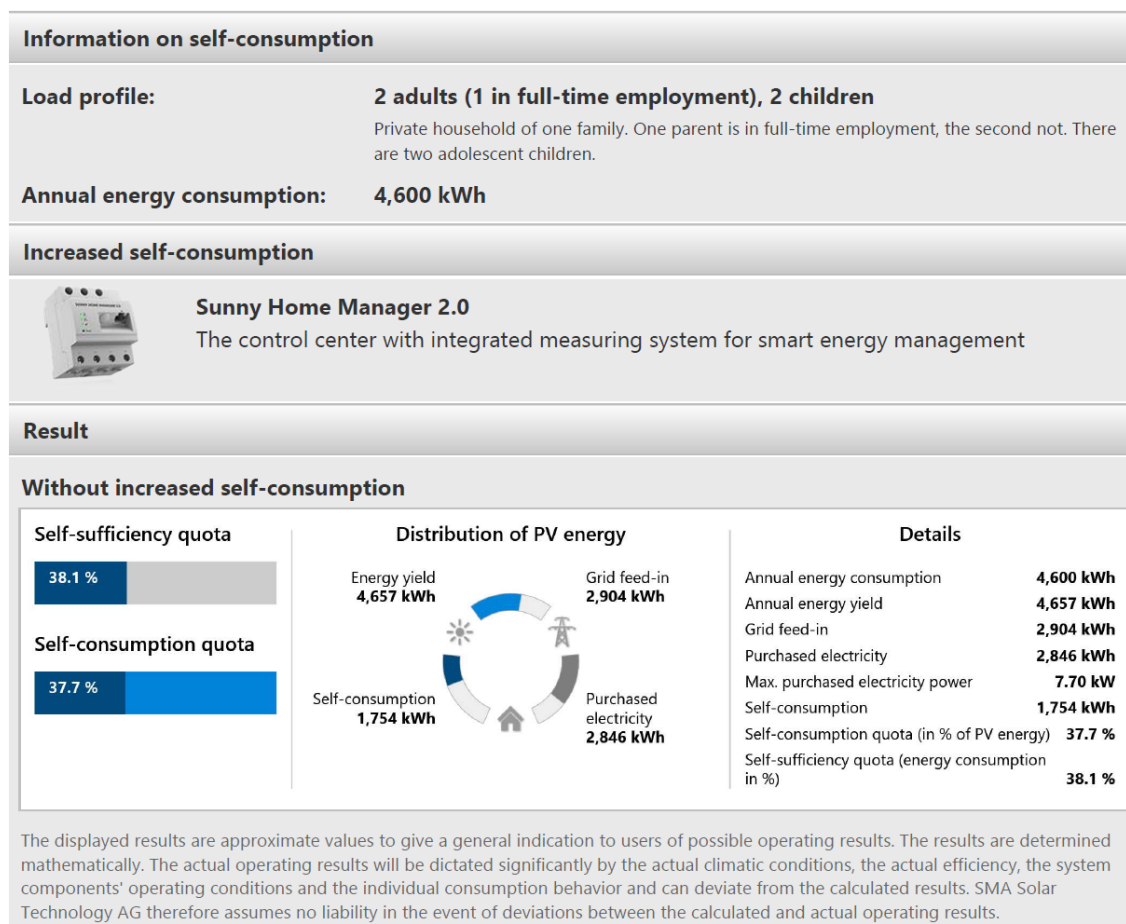 Information on self-consumption
Load profile:
2 adults (1 in full-time employment), 2 children
Private household of one family. One parent is in full-time employment, the second not. There
are two adolescent children.
Annual energy consumption:
4,600 kWh
Increased self-consumption
SUNNY HOME MANAGER 2.0
Sunny Home Manager 2.0
The control center with integrated measuring system for smart energy management
Result
Without increased self-consumption
Self-sufficiency quota
38.1 %
Self-consumption quota
37.7 %
Distribution of PV energy
Energy yield
4,657 kWh
Grid feed-in
2,904 kWh
Self-consumption
1,754 kWh
Purchased
electricity
2,846 kWh
Details
Annual energy consumption 4,600 kWh
Annual energy yield 4,657 kWh
Grid feed-in 2,904 kWh
Purchased electricity 2,846 kWh
Max. purchased electricity power 7.70 kW
Self-consumption 1,754 kWh
Self-consumption quota (in % of PV energy) 37.7 %
Self-sufficiency quota (energy consumption
in %) 38.1 %
The displayed results are approximate values to give a general indication to users of possible operating results. The results are determined
mathematically. The actual operating results will be dictated significantly by the actual climatic conditions, the actual efficiency, the system
components' operating conditions and the individual consumption behavior and can deviate from the calculated results. SMA Solar
Technology AG therefore assumes no liability in the event of deviations between the calculated and actual operating results.